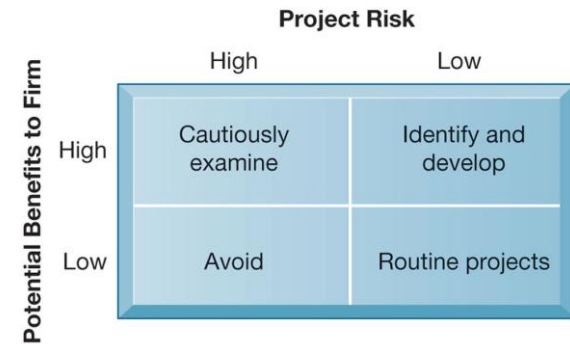 Project Risk
High Low
Potential Benefits to Firm
High
Cautiously
examine
Identify and
develop
Low
Avoid
Routine projects